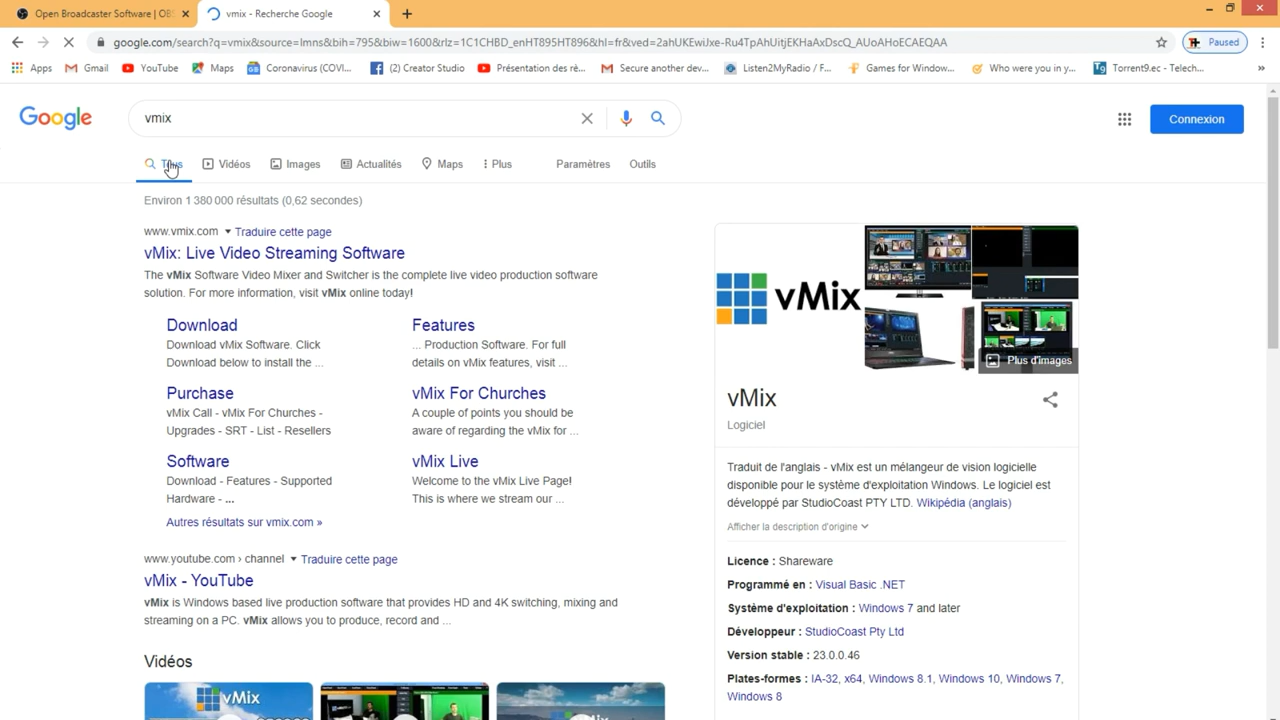 Open Broadcaster Software | OBS
vmix - Recherche Google
google.com/search?q=vmix&source=lmns&bih=795&biw=1600&rlz=1C1CHBD_enHT895HT896&hl=fr&ved=2ahUKEwiJxe-Ru4TpAhUitjEKHaAxDscQ_AUoAHoECAEQAA
Paused
Apps Gmail YouTube Maps Coronavirus (COVI... (2) Creator Studio Présentation des rè... Secure another dev... Listen2MyRadio / F... Games for Window... Who were you in y... Torrent9.ec - Telech... »
Google
vmix
Connexion
Tous Vidéos Images Actualités Maps Plus Paramètres Outils
Environ 1 380 000 résultats (0,62 secondes)
www.vmix.com Traduire cette page
vMix: Live Video Streaming Software
The vMix Software Video Mixer and Switcher is the complete live video production software
solution. For more information, visit vMix online today!
Download
Download vMix Software. Click
Download below to install the ...
Features
... Production Software. For full
details on vMix features, visit ...
Purchase
vMix Call - vMix For Churches -
Upgrades - SRT - List - Resellers
vMix For Churches
A couple of points you should be
aware of regarding the vMix for ...
Software
Download - Features - Supported
Hardware - ...
vMix Live
Welcome to the vMix Live Page!
This is where we stream our ...
Autres résultats sur vmix.com »
www.youtube.com › channel Traduire cette page
vMix - YouTube
vMix is Windows based live production software that provides HD and 4K switching, mixing and
streaming on a PC. vMix allows you to produce, record and ...
Vidéos
vMix
vMix
Plus d'images
vMix
Logiciel
Traduit de l'anglais - vMix est un mélangeur de vision logicielle
disponible pour le système d'exploitation Windows. Le logiciel est
développé par StudioCoast PTY LTD. Wikipédia (anglais)
Afficher la description d'origine
Licence : Shareware
Programmé en : Visual Basic .NET
Système d'exploitation : Windows 7 and later
Développeur : StudioCoast Pty Ltd
Version stable : 23.0.0.46
Plates-formes : IA-32, x64, Windows 8.1, Windows 10, Windows 7,
Windows 8